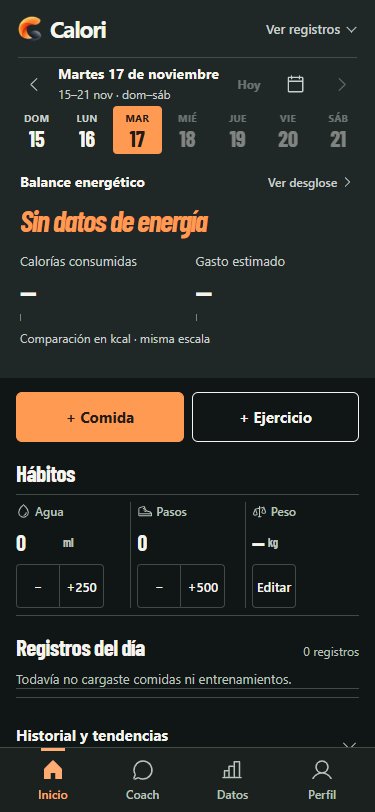 Calori
Ver registros
Martes 17 de noviembre
15–21 nov · dom–sáb
Hoy
DOM LUN MAR MIÉ JUE VIE SÁB
15 16 17 18 19 20 21
Balance energético
Ver desglose
Sin datos de energía
Calorías consumidas
Gasto estimado
— —
Comparación en kcal · misma escala
+ Comida
+ Ejercicio
Hábitos
Agua
Pasos
Peso
0 ml
0
— kg
− +250
− +500
Editar
Registros del día
0 registros
Todavía no cargaste comidas ni entrenamientos.
Historial y tendencias
Inicio
Coach
Datos
Perfil